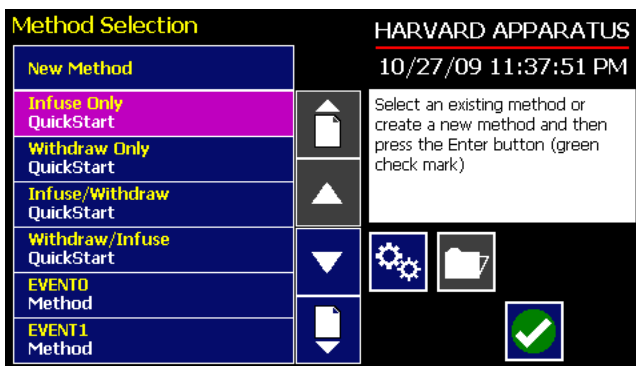 Method Selection
New Method
Infuse Only
QuickStart
Withdraw Only
QuickStart
Infuse/Withdraw
QuickStart
Withdraw/Infuse
QuickStart
EVENT0
Method
EVENT1
Method
HARVARD APPARATUS
10/27/09 11:37:51 PM
Select an existing method or
create a new method and then
press the Enter button (green
check mark)